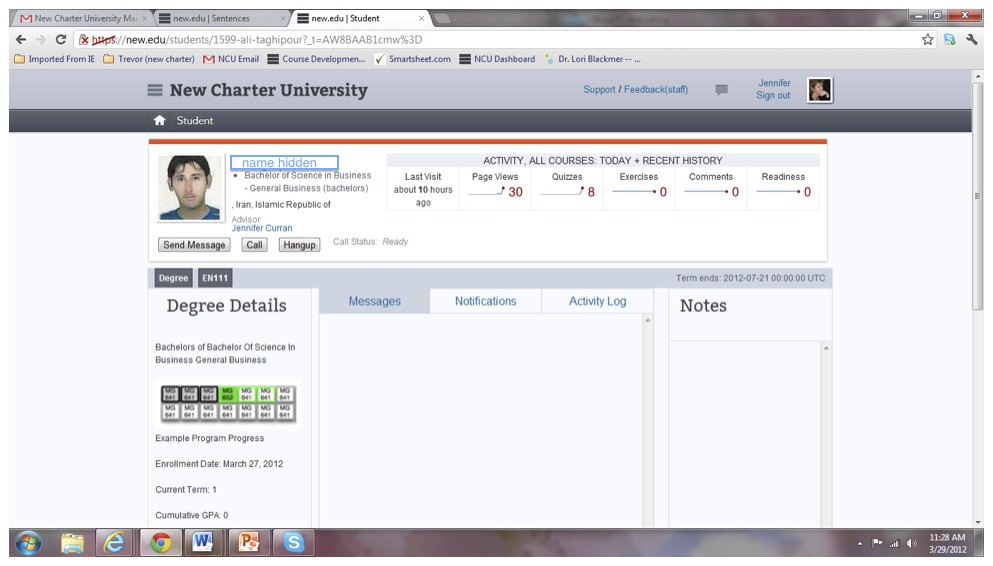 New Charter University Mai
new.edu | Sentences
new.edu | Student
https://new.edu/students/1599-ali-taghipour?_t=AW8BAAB1cmw%3D
Imported From IE Trevor (new charter) NCU Email Course Developmen... Smartsheet.com NCU Dashboard Dr. Lori Blackmer -- ...
New Charter University
Support / Feedback(staff)
Jennifer
Sign out
Student
name hidden
• Bachelor of Science in Business
- General Business (bachelors)
, Iran, Islamic Republic of
Advisor
Jennifer Curran
ACTIVITY, ALL COURSES: TODAY + RECENT HISTORY
Last Visit
about 10 hours
ago
Page Views
30
Quizzes
8
Exercises
0
Comments
0
Readiness
0
Send Message Call Hangup Call Status: Ready
Degree EN111 Term ends: 2012-07-21 00:00:00 UTC
Degree Details
Bachelors of Bachelor Of Science In
Business General Business
MG MG MG MG MG MG MG
641 641 641 652 641 641 641
MG MG MG MG MG MG MG
641 641 641 641 641 641 641
Example Program Progress
Enrollment Date: March 27, 2012
Current Term: 1
Cumulative GPA: 0
Messages Notifications Activity Log
Notes
11:28 AM
3/29/2012